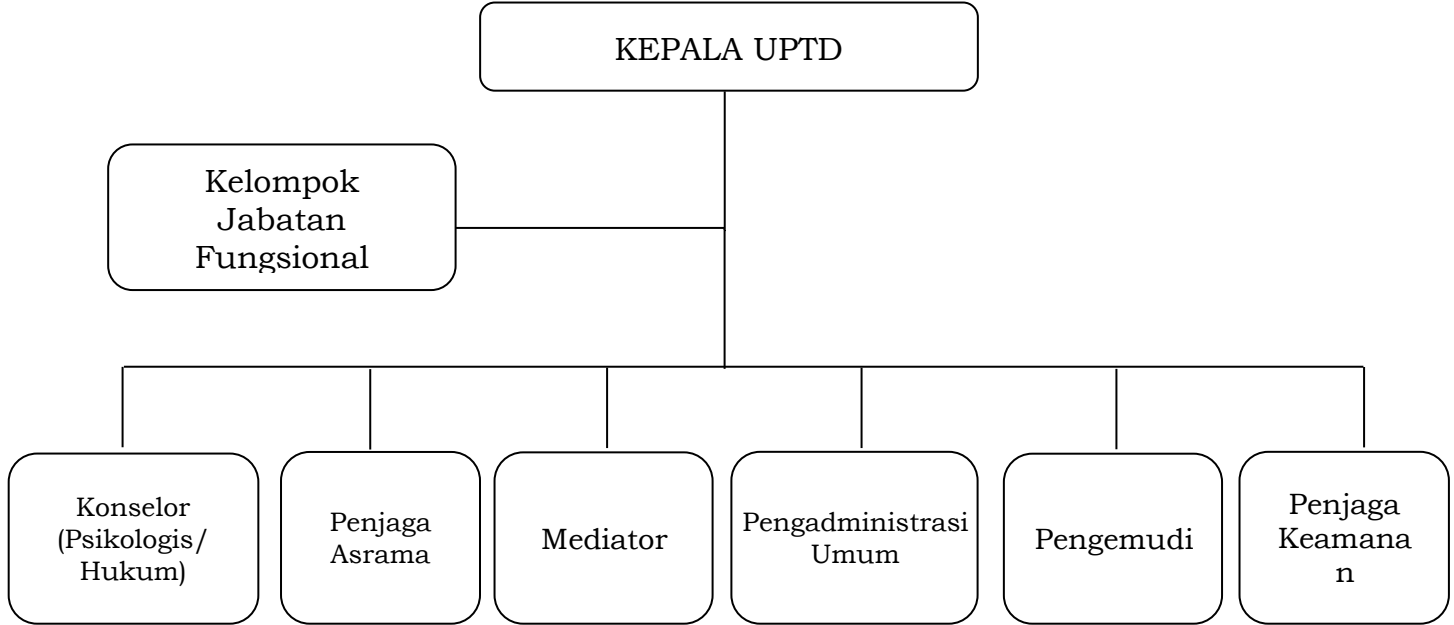 KEPALA UPTD
Kelompok
Jabatan
Fungsional
Konselor
(Psikologis/
Hukum)
Penjaga
Asrama
Mediator
Pengadministrasi
Umum
Pengemudi
Penjaga
Keamana
n